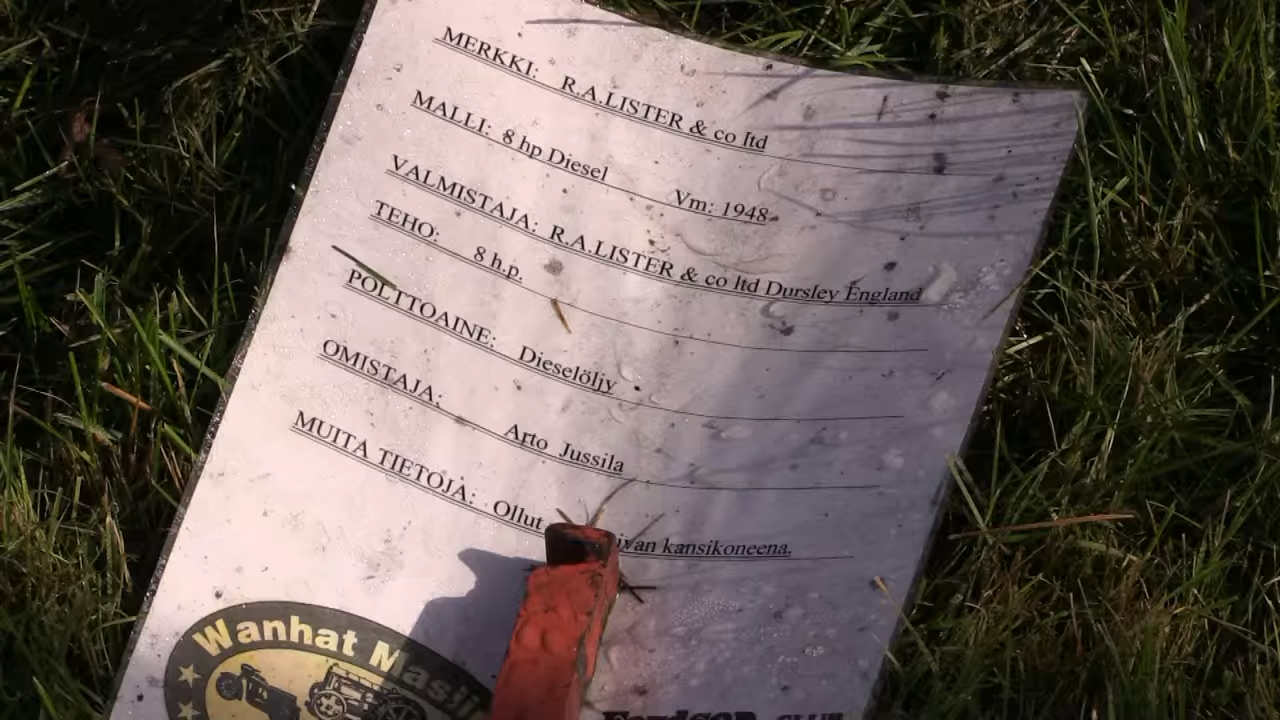 MERKKI: R.A.LISTER & co ltd
MALLI: 8 hp Diesel Vm: 1948
VALMISTAJA: R.A.LISTER & co ltd Dursley England
TEHO: 8 h.p.
POLTTOAINE: Dieselöljy
OMISTAJA: Arto Jussila
MUITA TIETOJA: Ollut ivan kansikoneena.
Wanhat